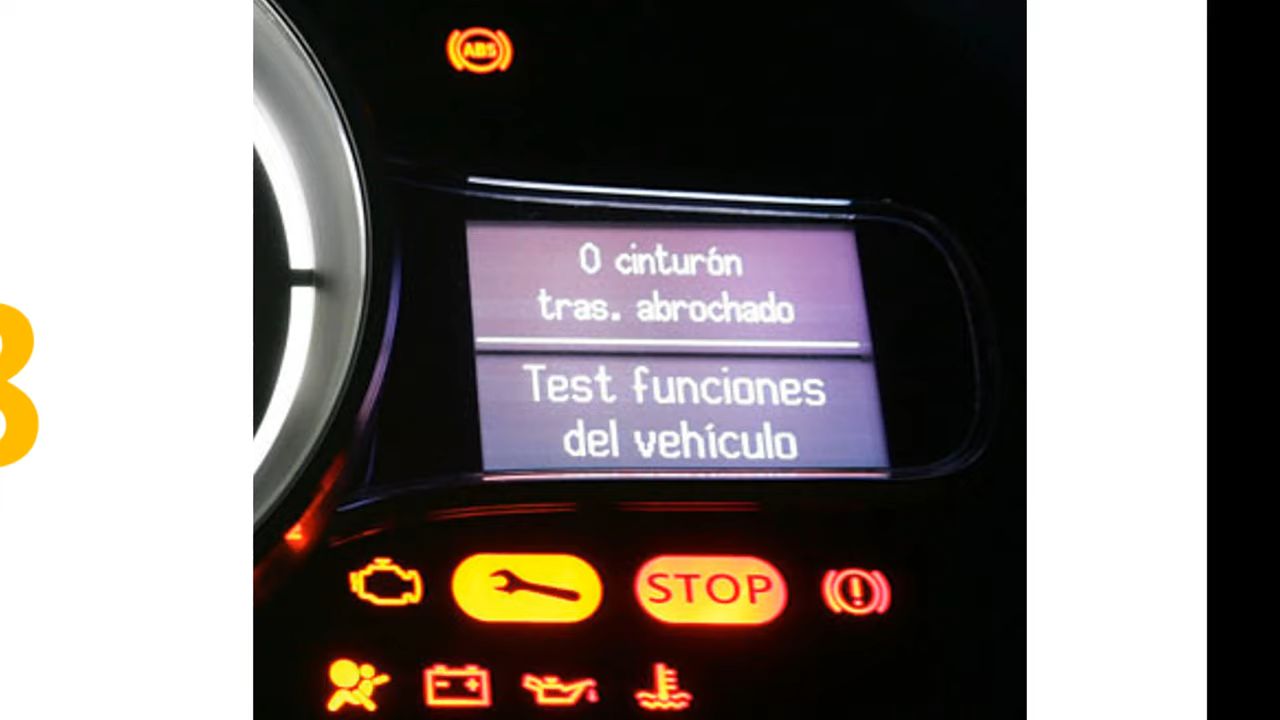 ABS
0 cinturón
tras. abrochado
Test funciones
del vehículo
STOP